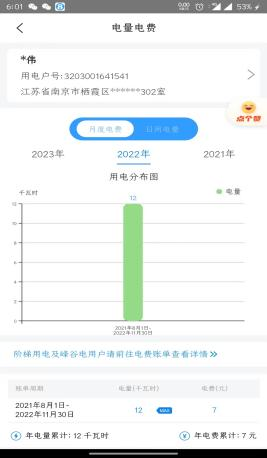 6:01
0.00
KB/s
4G
53%
电量电费
*伟
用电户号:3203001641541
江苏省南京市栖霞区******302室
点个赞
月度电费 日用电量
2023年 2022年 2021年
用电分布图
千瓦时 电量
12
12
10
8
6
4
2
0
2021年8月1日-
2022年11月30日
阶梯用电及峰谷电用户请前往电费账单查看详情
账单周期 电量(千瓦时) 电费(元)
2021年8月1日-
2022年11月30日
12 MAX 7
年电量累计: 12 千瓦时 年电费累计: 7 元